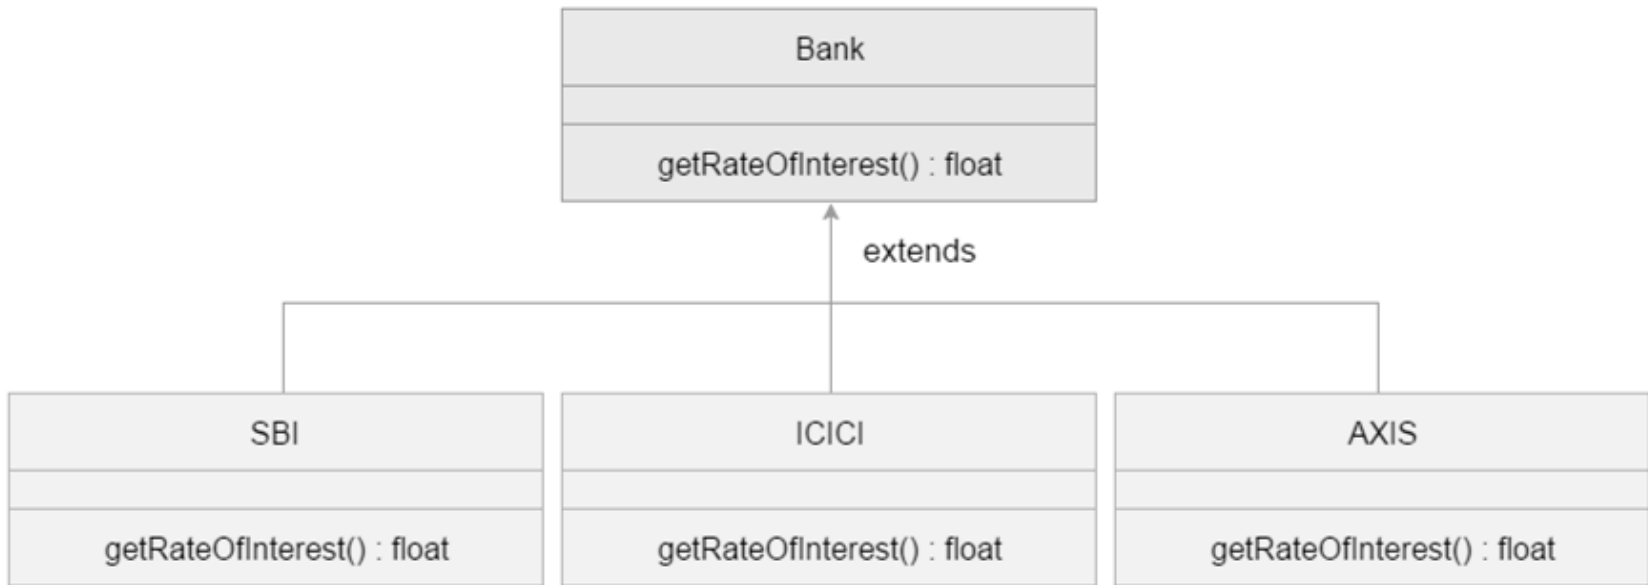 Bank
getRateOfInterest() : float
extends
SBI
ICICI
AXIS
getRateOfInterest() : float
getRateOfInterest() : float
getRateOfInterest() : float